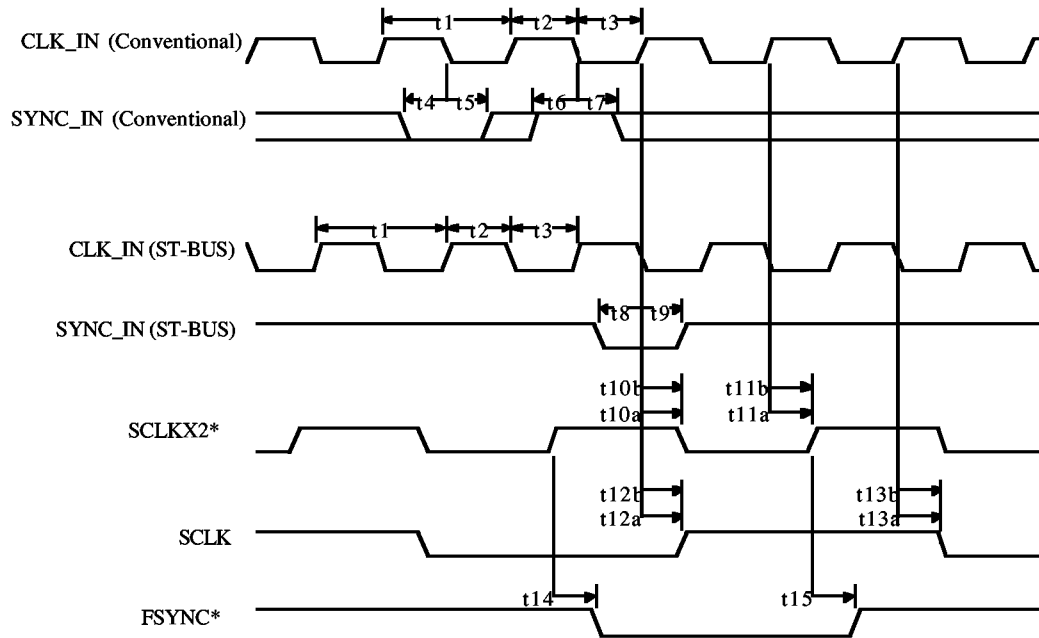 t1 t2 t3
CLK_IN (Conventional)
t4 t5 t6 t7
SYNC_IN (Conventional)
t1 t2 t3
CLK_IN (ST-BUS)
t8 t9
SYNC_IN (ST-BUS)
t10b t11b
t10a t11a
SCLKX2*
t12b t13b
t12a t13a
SCLK
t14 t15
FSYNC*